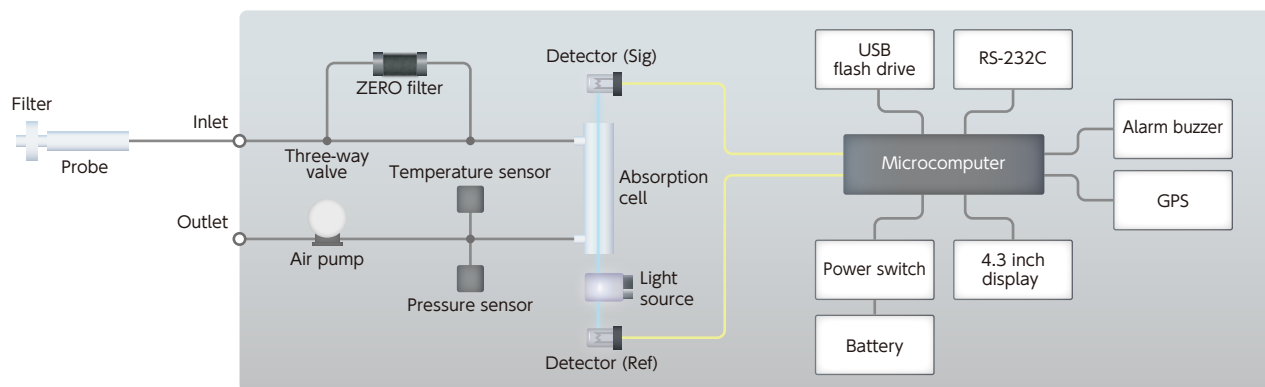 Filter
Probe
Inlet
Outlet
ZERO filter
Three-way
valve
Temperature sensor
Air pump
Pressure sensor
Detector (Sig)
Absorption
cell
Light
source
Detector (Ref)
USB
flash drive
RS-232C
Microcomputer
Alarm buzzer
GPS
Power switch
4.3 inch
display
Battery